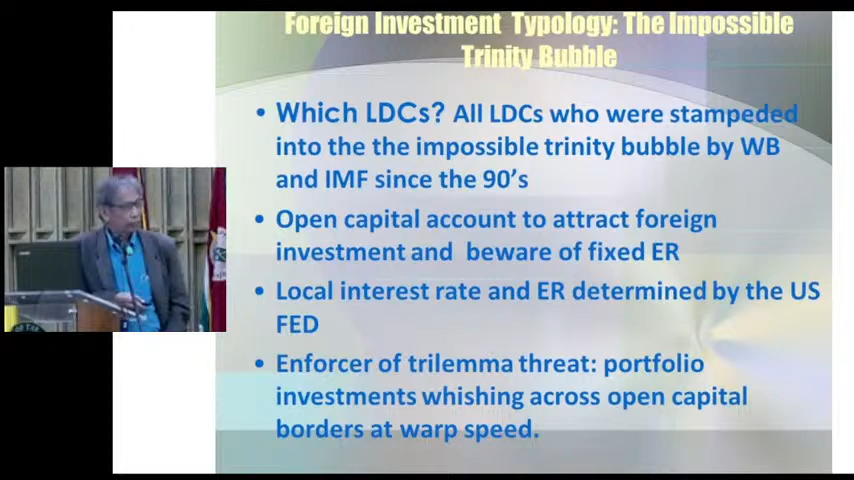 Foreign Investment Typology: The Impossible
Trinity Bubble
• Which LDCs? All LDCs who were stampeded
into the the impossible trinity bubble by WB
and IMF since the 90's
• Open capital account to attract foreign
investment and beware of fixed ER
• Local interest rate and ER determined by the US
FED
• Enforcer of trilemma threat: portfolio
investments whishing across open capital
borders at warp speed.